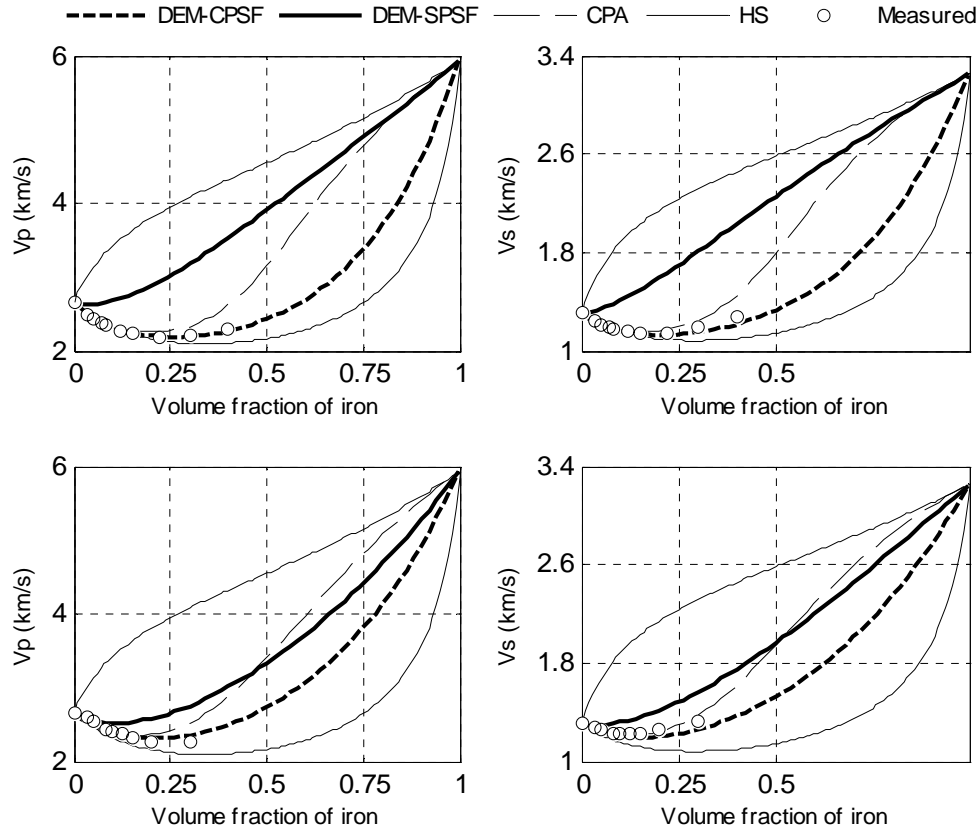 DEM-CPSF DEM-SPSF CPA HS Measured
6
4
2
Vp (km/s)
0 0.25 0.5 0.75 1
Volume fraction of iron
3.4
2.6
1.8
1
Vs (km/s)
0 0.25 0.5
Volume fraction of iron
6
4
2
Vp (km/s)
0 0.25 0.5 0.75 1
Volume fraction of iron
3.4
2.6
1.8
1
Vs (km/s)
0 0.25 0.5
Volume fraction of iron